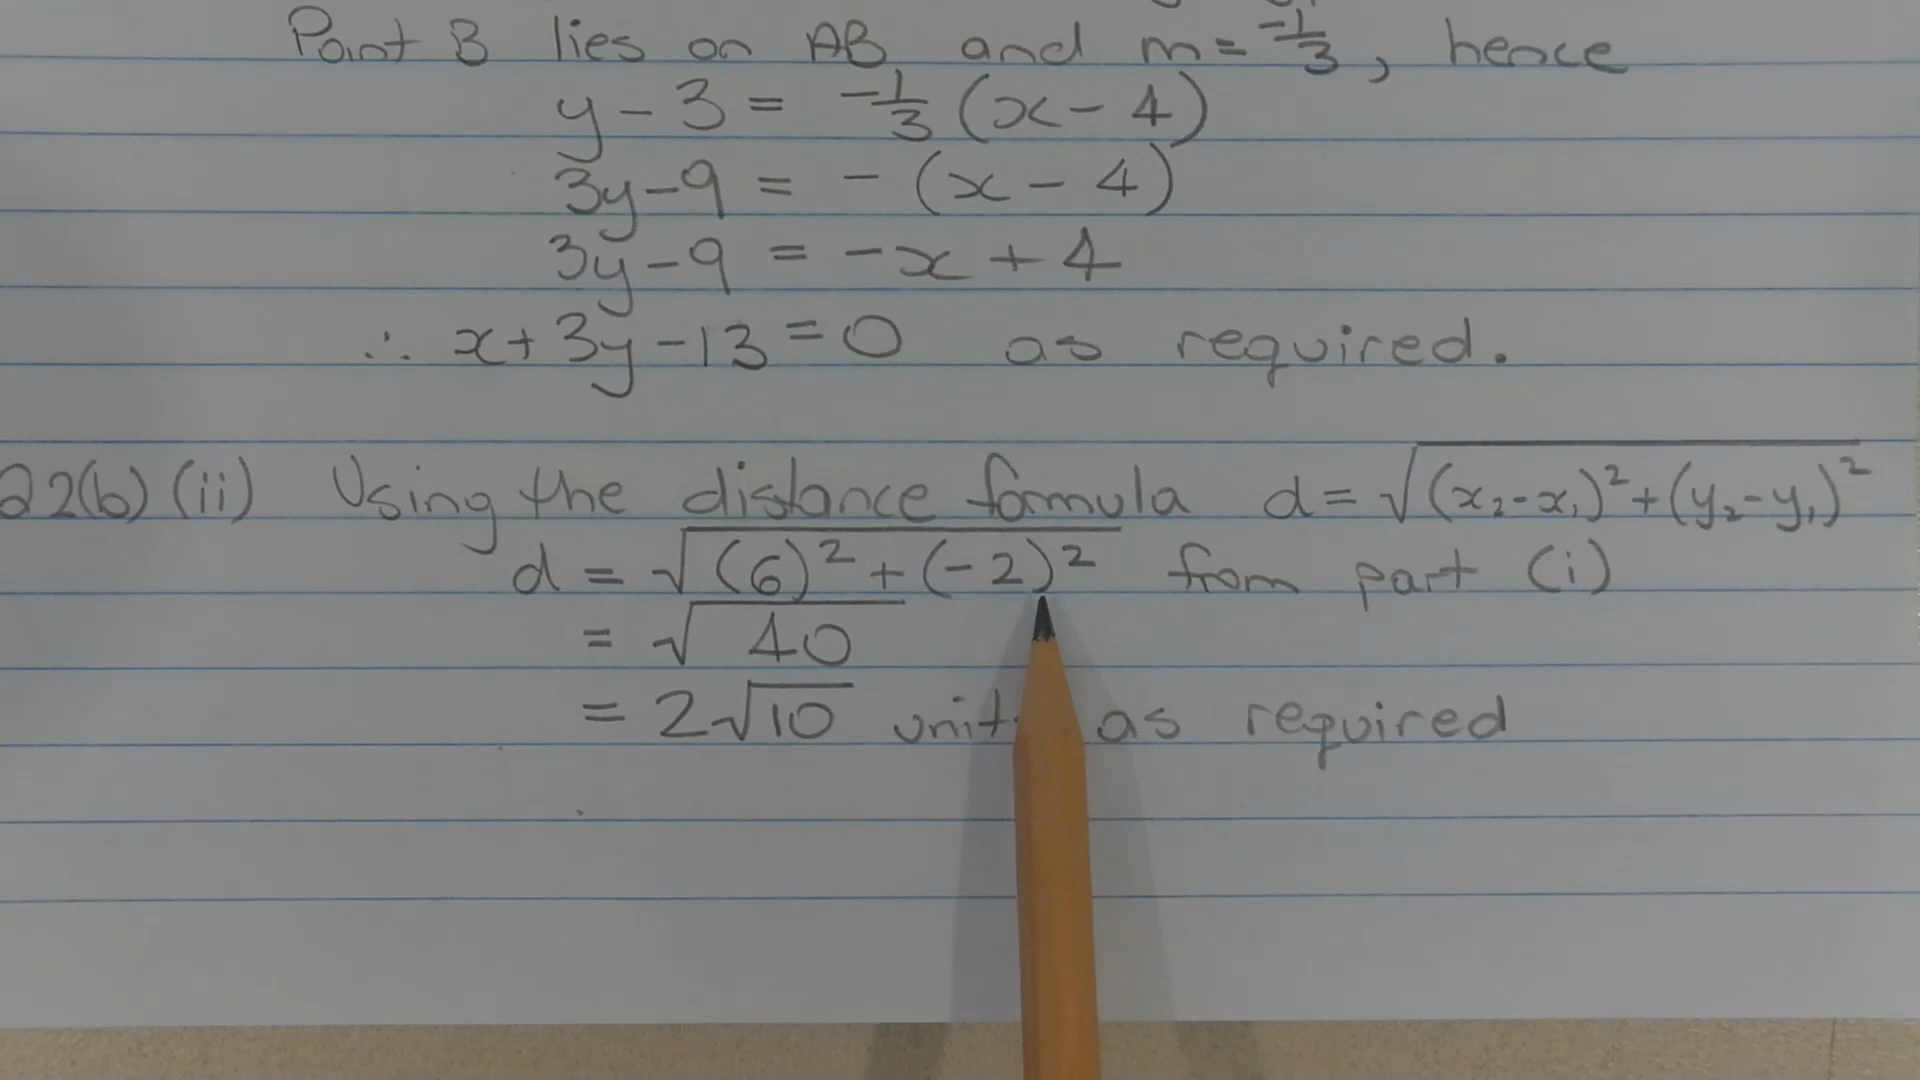 Point B lies on AB and m = -1/3, hence
y - 3 = -1/3 (x - 4)
3y - 9 = - (x - 4)
3y - 9 = -x + 4
∴ x + 3y - 13 = 0 as required.
Q2(b) (ii) Using the distance formula d = √((x₂-x₁)² + (y₂-y₁)²)
d = √((6)² + (-2)²) from part (i)
= √40
= 2√10 as required